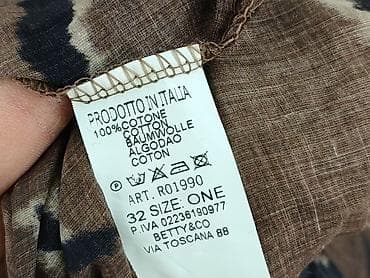 PRODOTTO IN ITALIA
100%COTONE
COTTON
BAUMWOLLE
ALGODAO
COTON
ART. R01990
32 SIZE: ONE
P IVA 02236190977
BETTY&CO
VIA TOSCANA 88